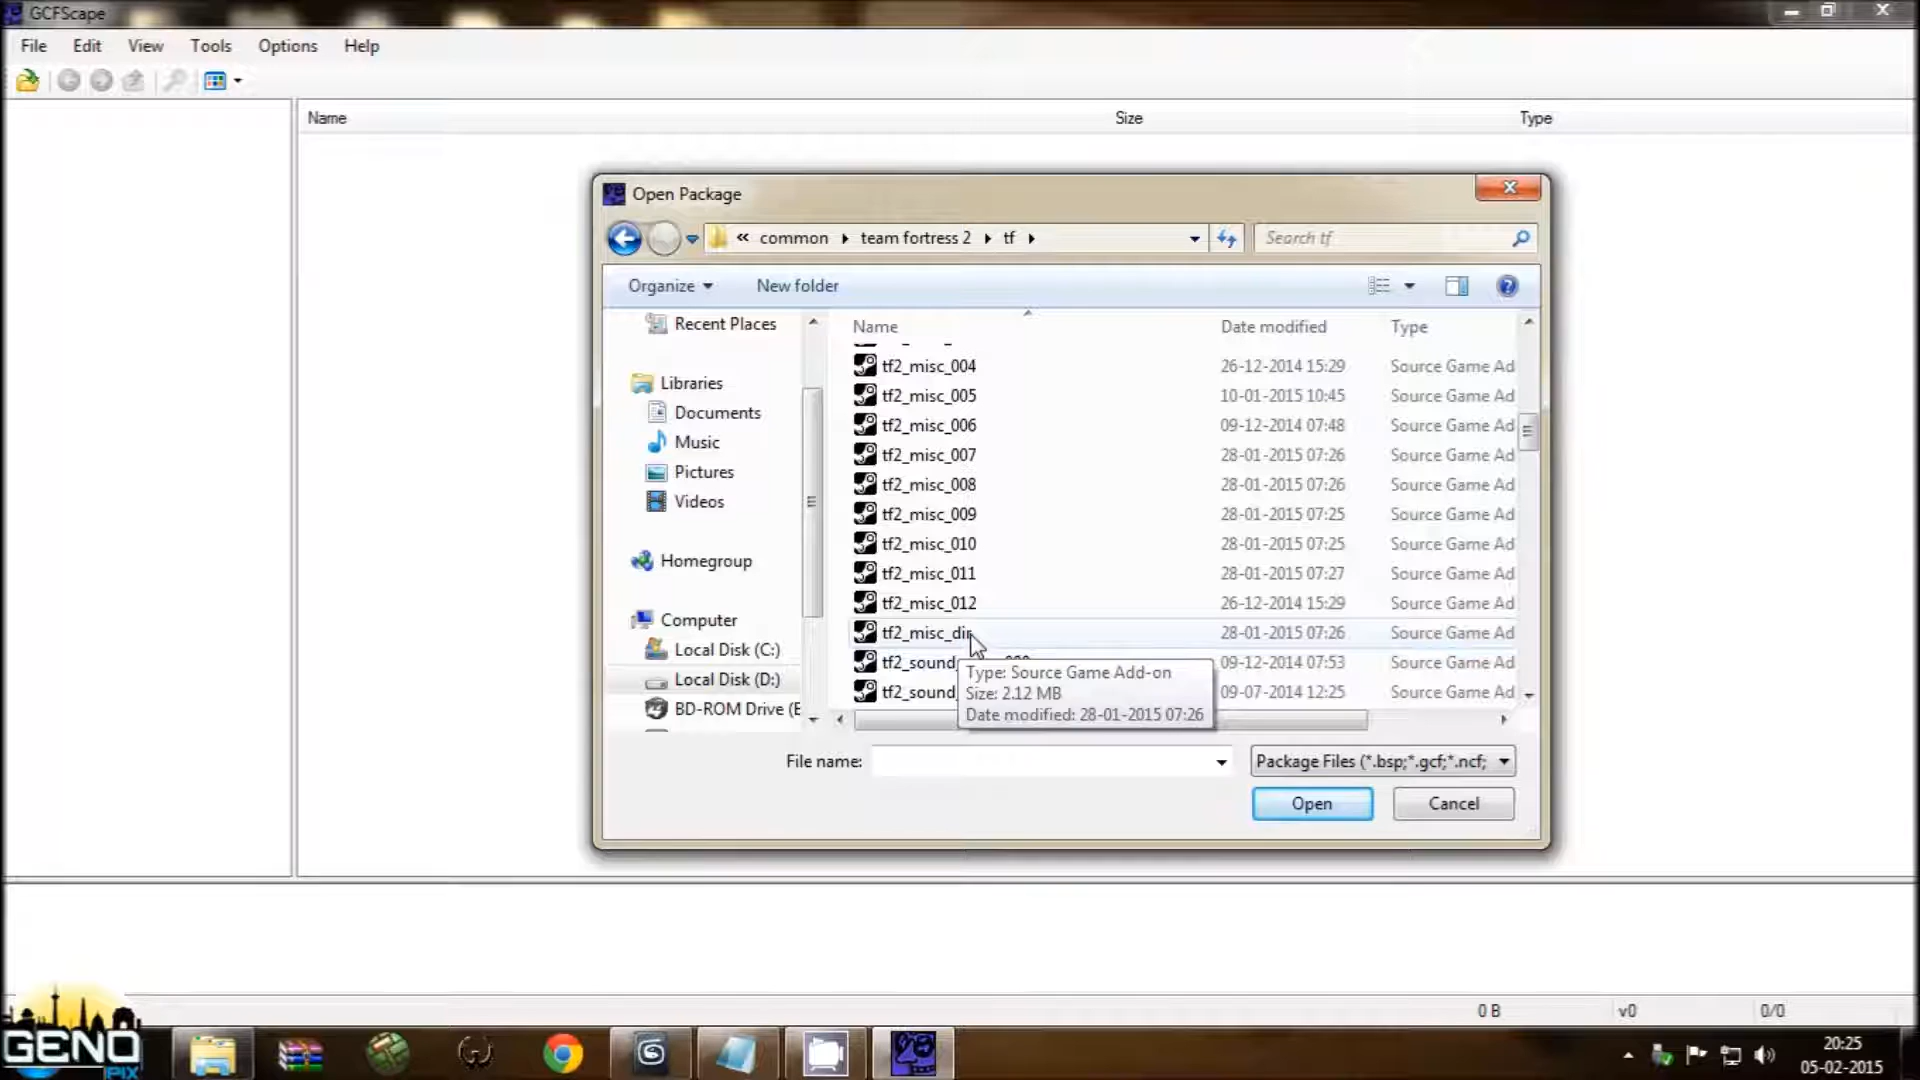 GCFScape
File Edit View Tools Options Help
Name Size Type
Open Package
« common team fortress 2 tf
Search tf
Organize New folder
Recent Places
Libraries
Documents
Music
Pictures
Videos
Homegroup
Computer
Local Disk (C:)
Local Disk (D:)
BD-ROM Drive (E
Name Date modified Type
tf2_misc_004 26-12-2014 15:29 Source Game Ad
tf2_misc_005 10-01-2015 10:45 Source Game Ad
tf2_misc_006 09-12-2014 07:48 Source Game Ad
tf2_misc_007 28-01-2015 07:26 Source Game Ad
tf2_misc_008 28-01-2015 07:26 Source Game Ad
tf2_misc_009 28-01-2015 07:25 Source Game Ad
tf2_misc_010 28-01-2015 07:25 Source Game Ad
tf2_misc_011 28-01-2015 07:27 Source Game Ad
tf2_misc_012 26-12-2014 15:29 Source Game Ad
tf2_misc_dir 28-01-2015 07:26 Source Game Ad
tf2_sound_ 09-12-2014 07:53 Source Game Ad
tf2_sound_ 09-07-2014 12:25 Source Game Ad
Type: Source Game Add-on
Size: 2.12 MB
Date modified: 28-01-2015 07:26
File name: Package Files (*.bsp;*.gcf;*.ncf;
Open Cancel
0 B v0 0/0
GENO
PIX
20:25
05-02-2015